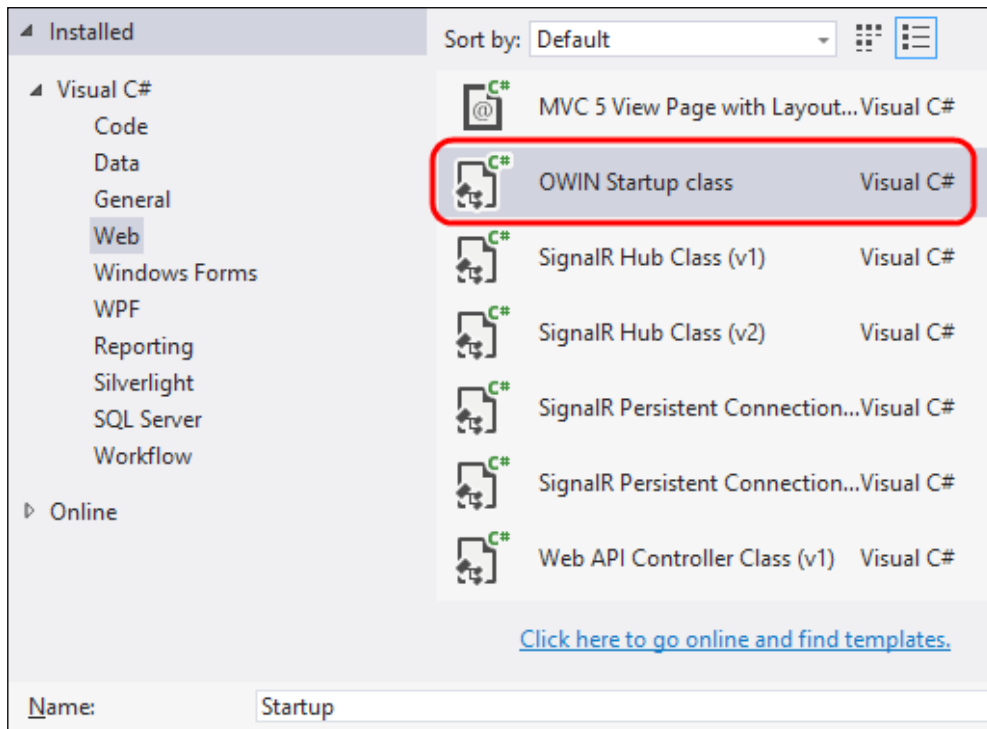 Installed
Visual C#
Code
Data
General
Web
Windows Forms
WPF
Reporting
Silverlight
SQL Server
Workflow
Online
Sort by: Default
C# @ MVC 5 View Page with Layout... Visual C#
C# OWIN Startup class Visual C#
C# SignalR Hub Class (v1) Visual C#
C# SignalR Hub Class (v2) Visual C#
C# SignalR Persistent Connection... Visual C#
C# SignalR Persistent Connection... Visual C#
C# Web API Controller Class (v1) Visual C#
Click here to go online and find templates.
Name: Startup